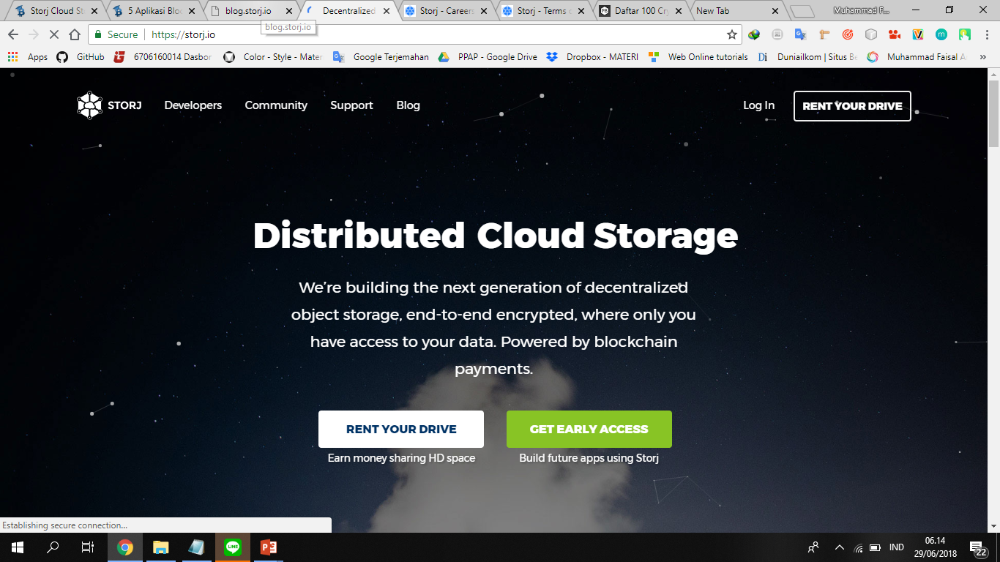 Storj Cloud St
5 Aplikasi Bloc
blog.storj.io
Decentralized
Storj - Careers
Storj - Terms o
Daftar 100 Cry
New Tab
Muhammad F...
blog.storj.io
Secure
https://storj.io
Apps
GitHub
6706160014 Dasbor
Color - Style - Mater
Google Terjemahan
PPAP - Google Drive
Dropbox - MATERI
Web Online tutorials
Duniailkom | Situs Be
Muhammad Faisal A
STORJ
Developers
Community
Support
Blog
Log In
RENT YOUR DRIVE
Distributed Cloud Storage
We’re building the next generation of decentralized
object storage, end-to-end encrypted, where only you
have access to your data. Powered by blockchain
payments.
RENT YOUR DRIVE
GET EARLY ACCESS
Earn money sharing HD space
Build future apps using Storj
Establishing secure connection...
LINE
IND
06.14
29/06/2018
22